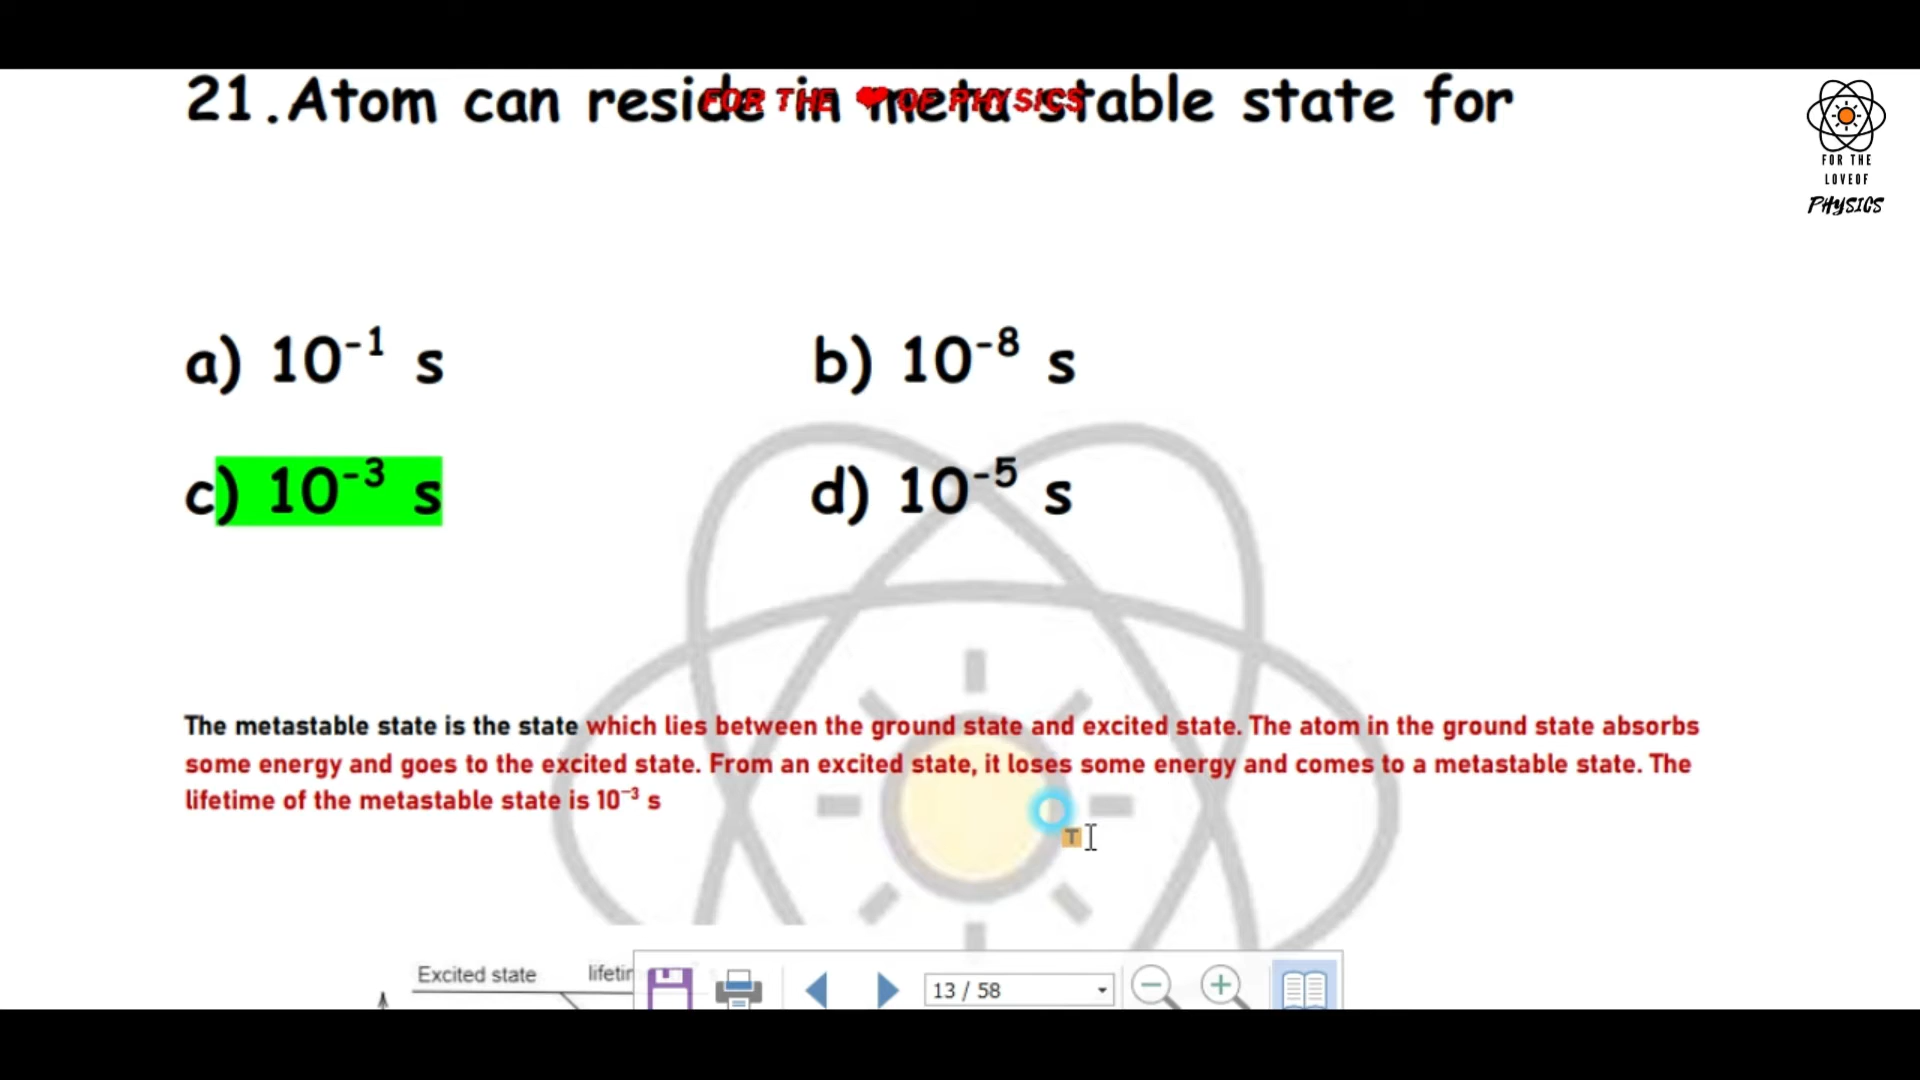 21.Atom can reside in meta stable state for
FOR THE ❤ OF PHYSICS
FOR THE
LOVEOF
PHYSICS
a) 10⁻¹ s
b) 10⁻⁸ s
c) 10⁻³ s
d) 10⁻⁵ s
The metastable state is the state which lies between the ground state and excited state. The atom in the ground state absorbs
some energy and goes to the excited state. From an excited state, it loses some energy and comes to a metastable state. The
lifetime of the metastable state is 10⁻³ s
Excited state
13 / 58